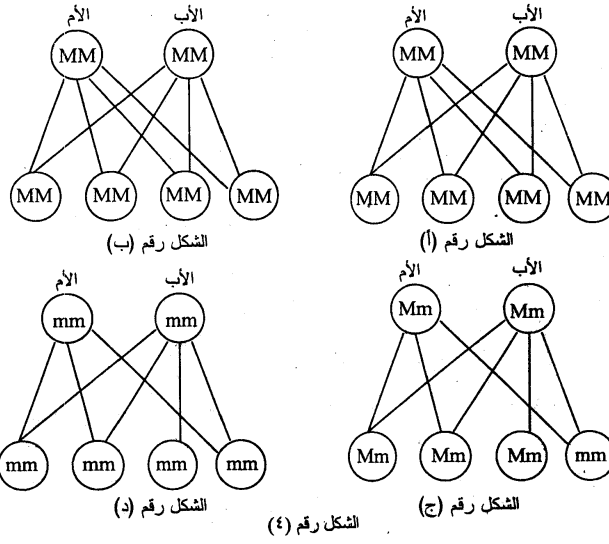 الأب الأم
MM MM
MM MM MM MM
الشكل رقم (أ)
الأب الأم
MM MM
MM MM MM MM
الشكل رقم (ب)
الأب الأم
Mm Mm
Mm Mm Mm mm
الشكل رقم (ج)
الأب الأم
mm mm
mm mm mm mm
الشكل رقم (د)
الشكل رقم (٤)